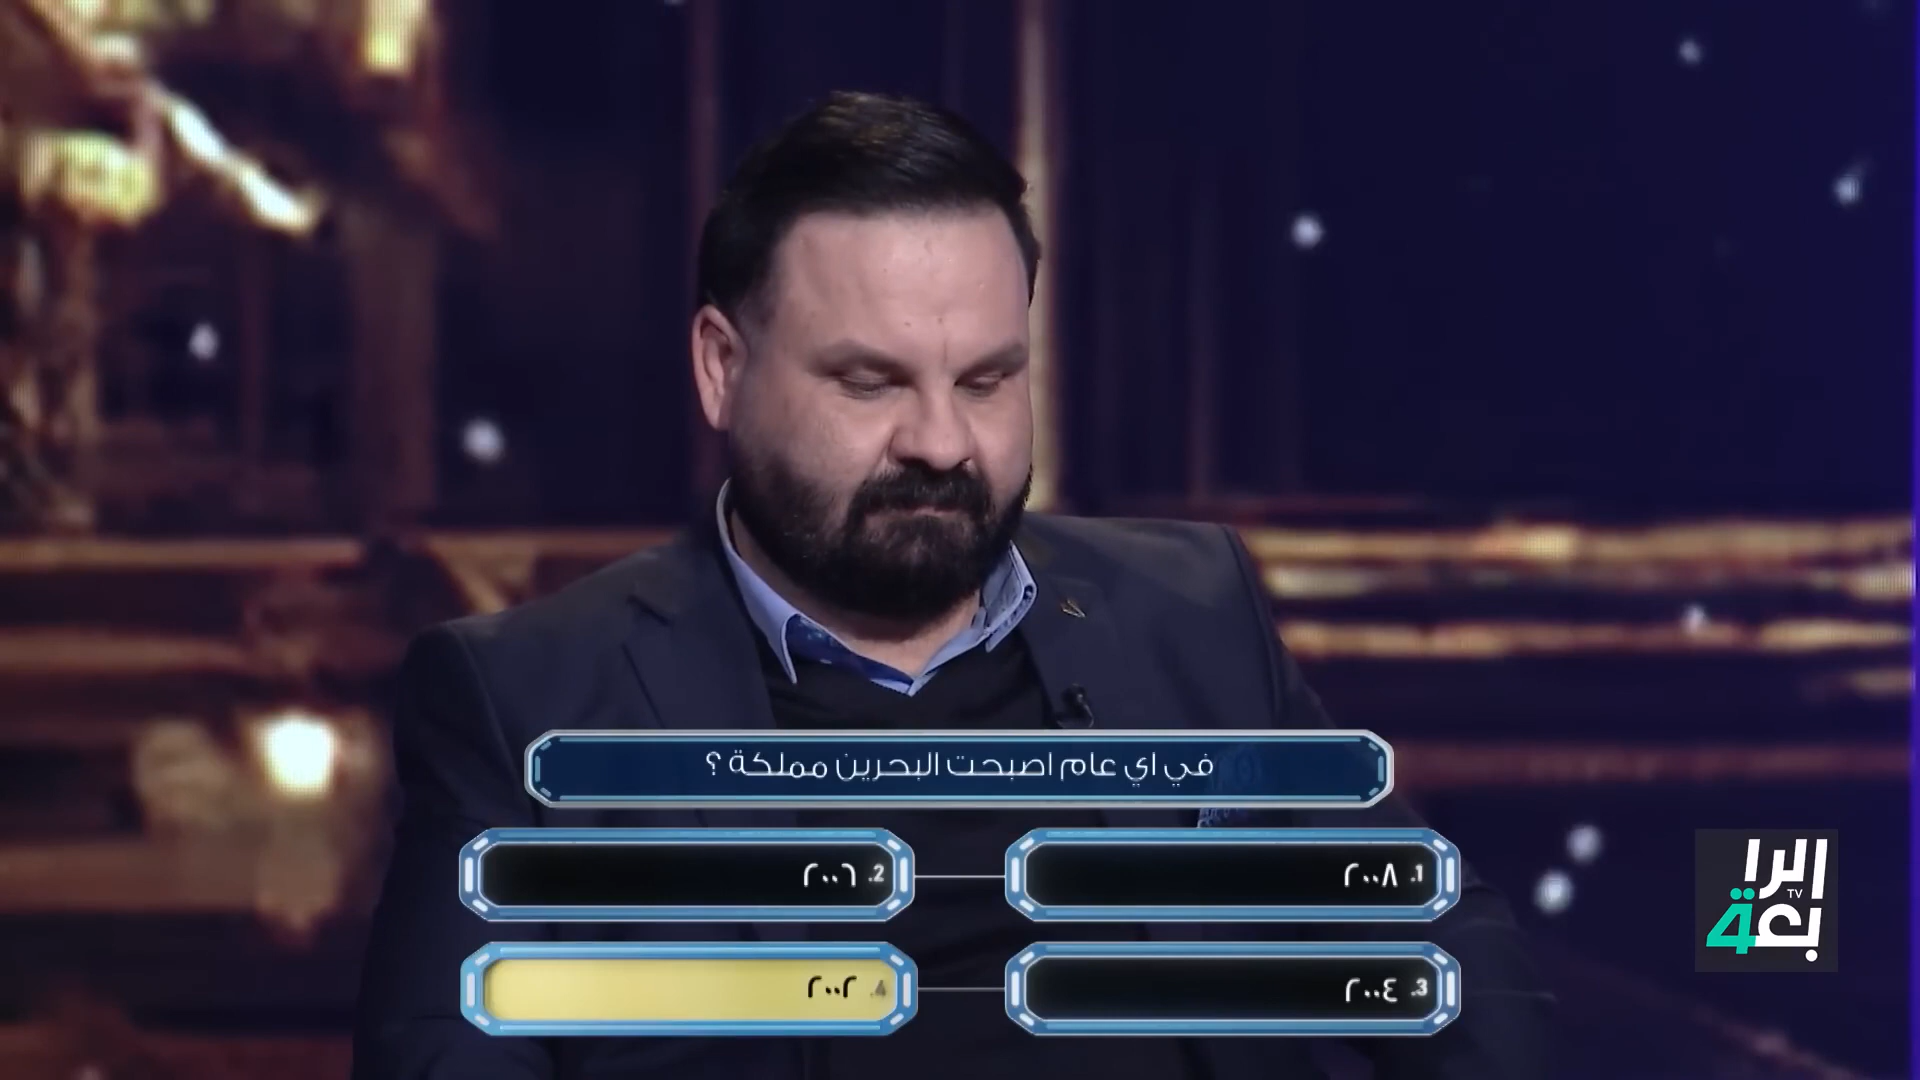 في اي عام اصبحت البحرين مملكة ؟
1. ٢٠٠٨
2. ٢٠٠٦
3. ٢٠٠٤
4. ٢٠٠٢
الرا
TV
بعة4